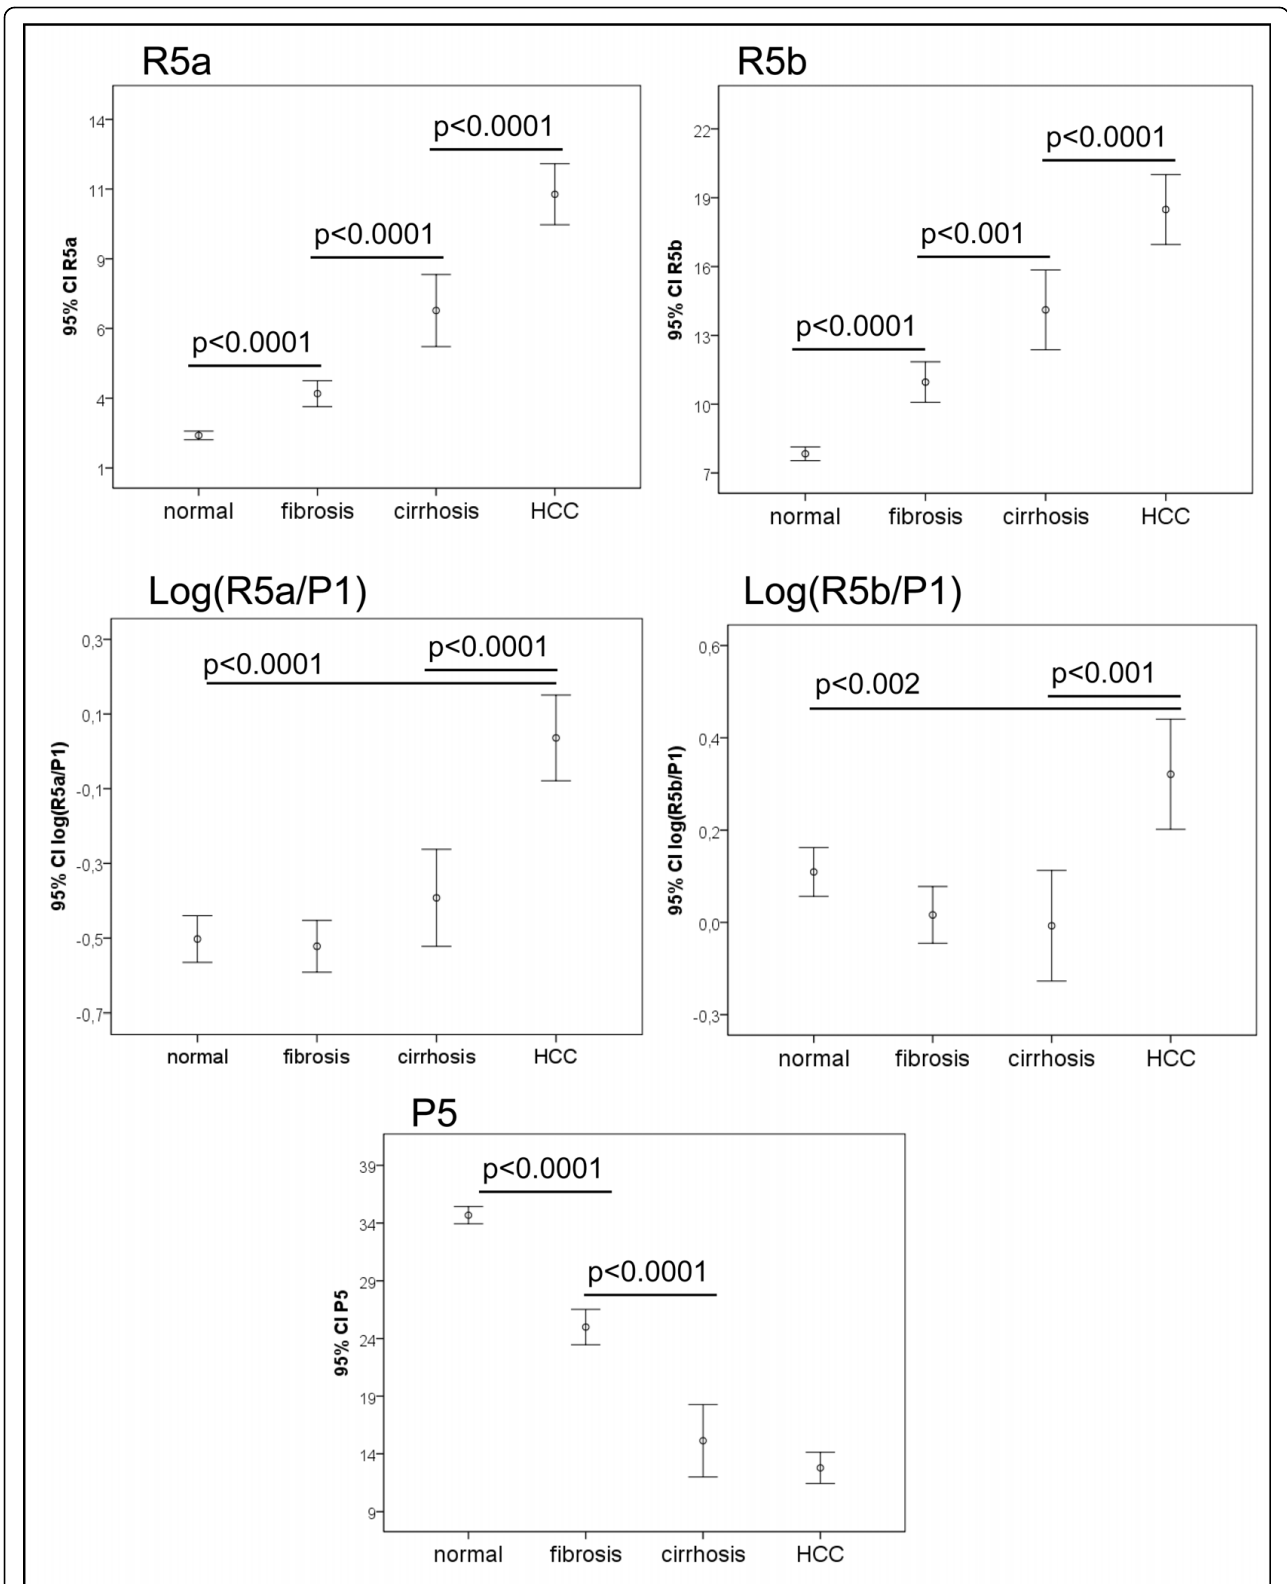 R5a
14
11
9
6
4
1
95% CI R5a
p<0.0001
p<0.0001
p<0.0001
normal fibrosis cirrhosis HCC
R5b
22
19
16
13
10
7
95% CI R5b
p<0.0001
p<0.001
p<0.0001
normal fibrosis cirrhosis HCC
Log(R5a/P1)
0,3
0,1
-0,1
-0,3
-0,5
-0,7
95% CI log(R5a/P1)
p<0.0001
p<0.0001
normal fibrosis cirrhosis HCC
Log(R5b/P1)
0,6
0,4
0,2
0,0
-0,3
95% CI log(R5b/P1)
p<0.001
p<0.002
normal fibrosis cirrhosis HCC
P5
39
34
29
24
19
14
9
95% CI P5
p<0.0001
p<0.0001
normal fibrosis cirrhosis HCC